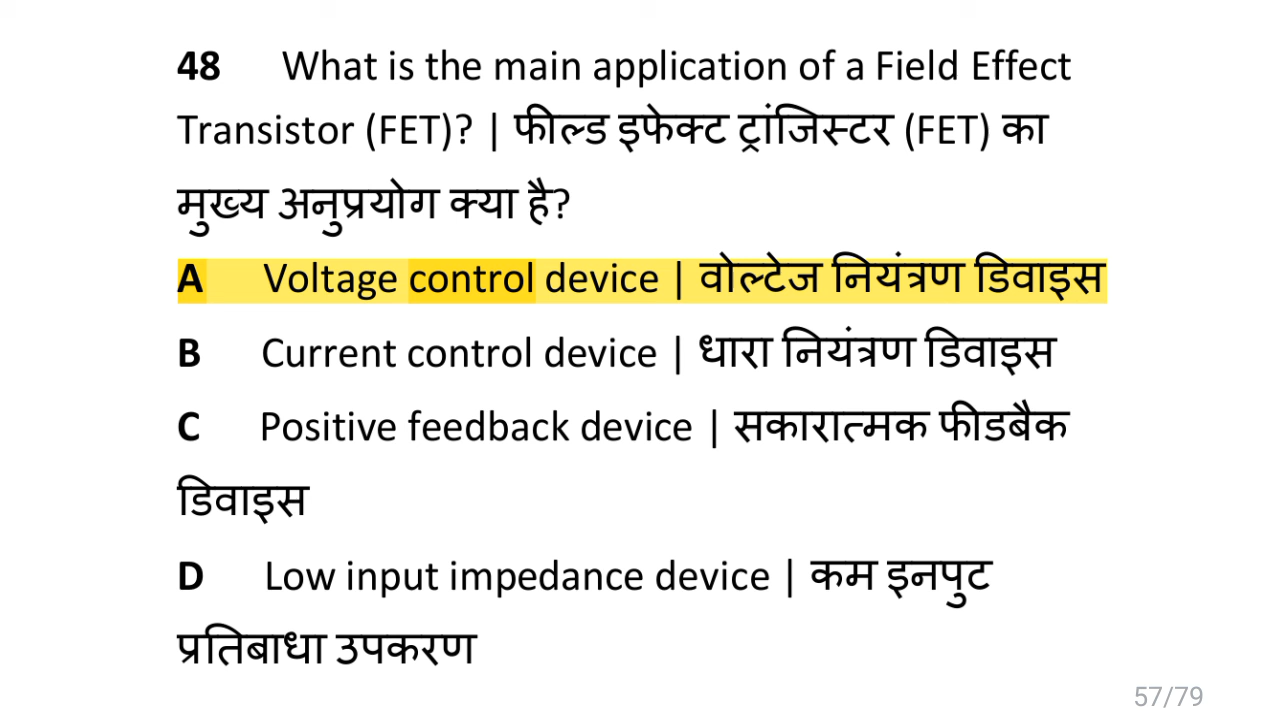 48 What is the main application of a Field Effect
Transistor (FET)? | फील्ड इफेक्ट ट्रांजिस्टर (FET) का
मुख्य अनुप्रयोग क्या है?
A Voltage control device | वोल्टेज नियंत्रण डिवाइस
B Current control device | धारा नियंत्रण डिवाइस
C Positive feedback device | सकारात्मक फीडबैक
डिवाइस
D Low input impedance device | कम इनपुट
प्रतिबाधा उपकरण
57/79